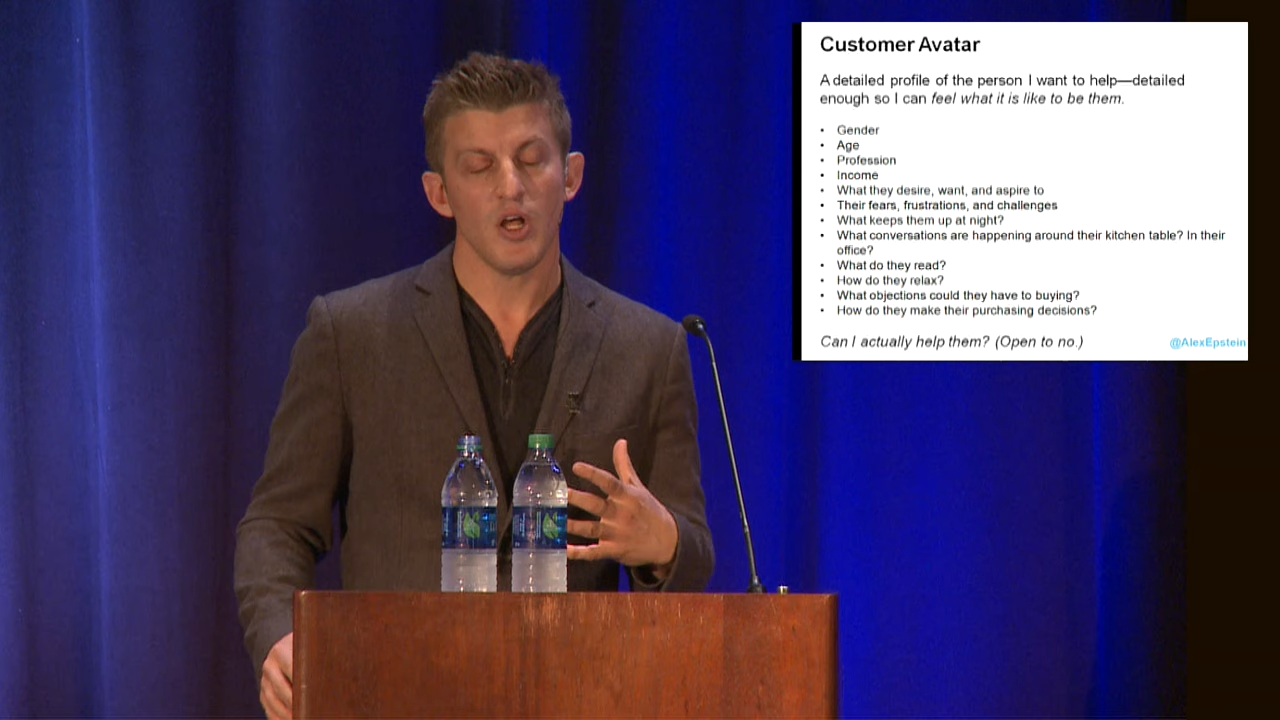 Customer Avatar
A detailed profile of the person I want to help—detailed
enough so I can feel what it is like to be them.
• Gender
• Age
• Profession
• Income
• What they desire, want, and aspire to
• Their fears, frustrations, and challenges
• What keeps them up at night?
• What conversations are happening around their kitchen table? In their
office?
• What do they read?
• How do they relax?
• What objections could they have to buying?
• How do they make their purchasing decisions?
Can I actually help them? (Open to no.)
@AlexEpstein